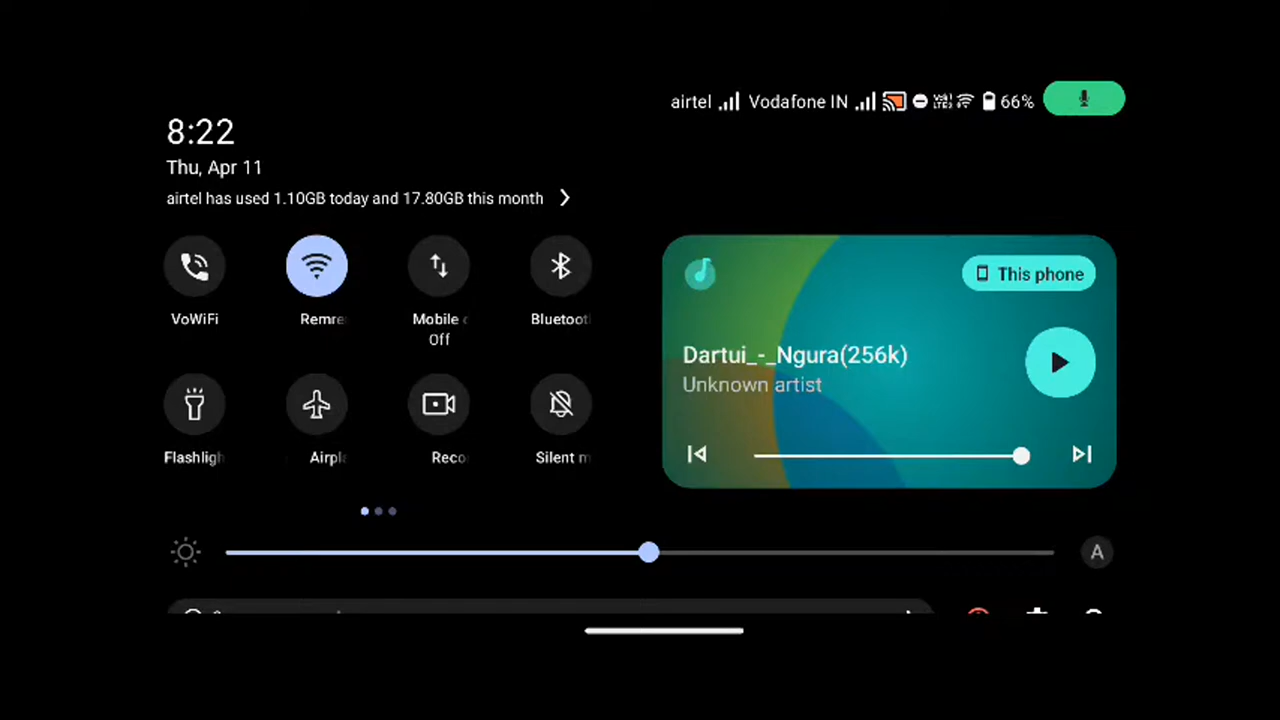 airtel Vodafone IN 66%
8:22
Thu, Apr 11
airtel has used 1.10GB today and 17.80GB this month
VoWiFi
Remre
Mobile
Off
Bluetoot
This phone
Dartui_-_Ngura(256k)
Unknown artist
Flashligh
Airpl
Reco
Silent m
A